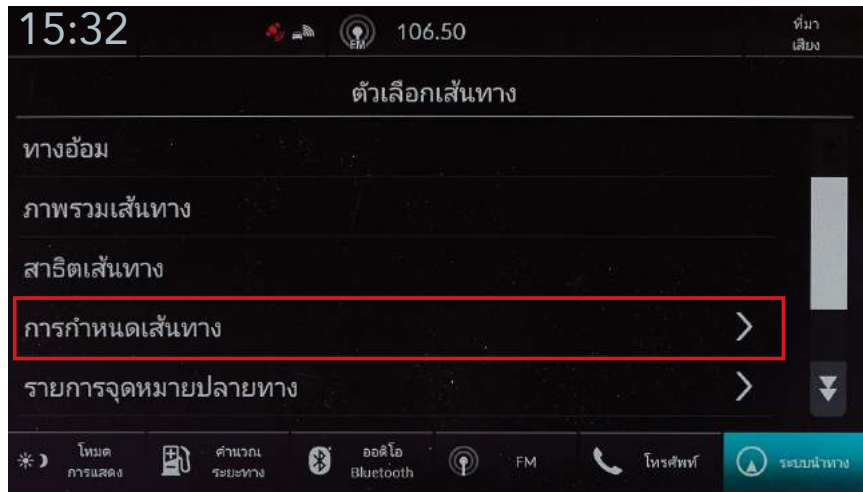 15:32
FM
106.50
ที่มา
เสียง
ตัวเลือกเส้นทาง
ทางอ้อม
ภาพรวมเส้นทาง
สาธิตเส้นทาง
การกำหนดเส้นทาง
รายการจุดหมายปลายทาง
โหมด
การแสดง
คำนวณ
ระยะทาง
ออดิโอ
Bluetooth
FM
โทรศัพท์
ระบบนำทาง